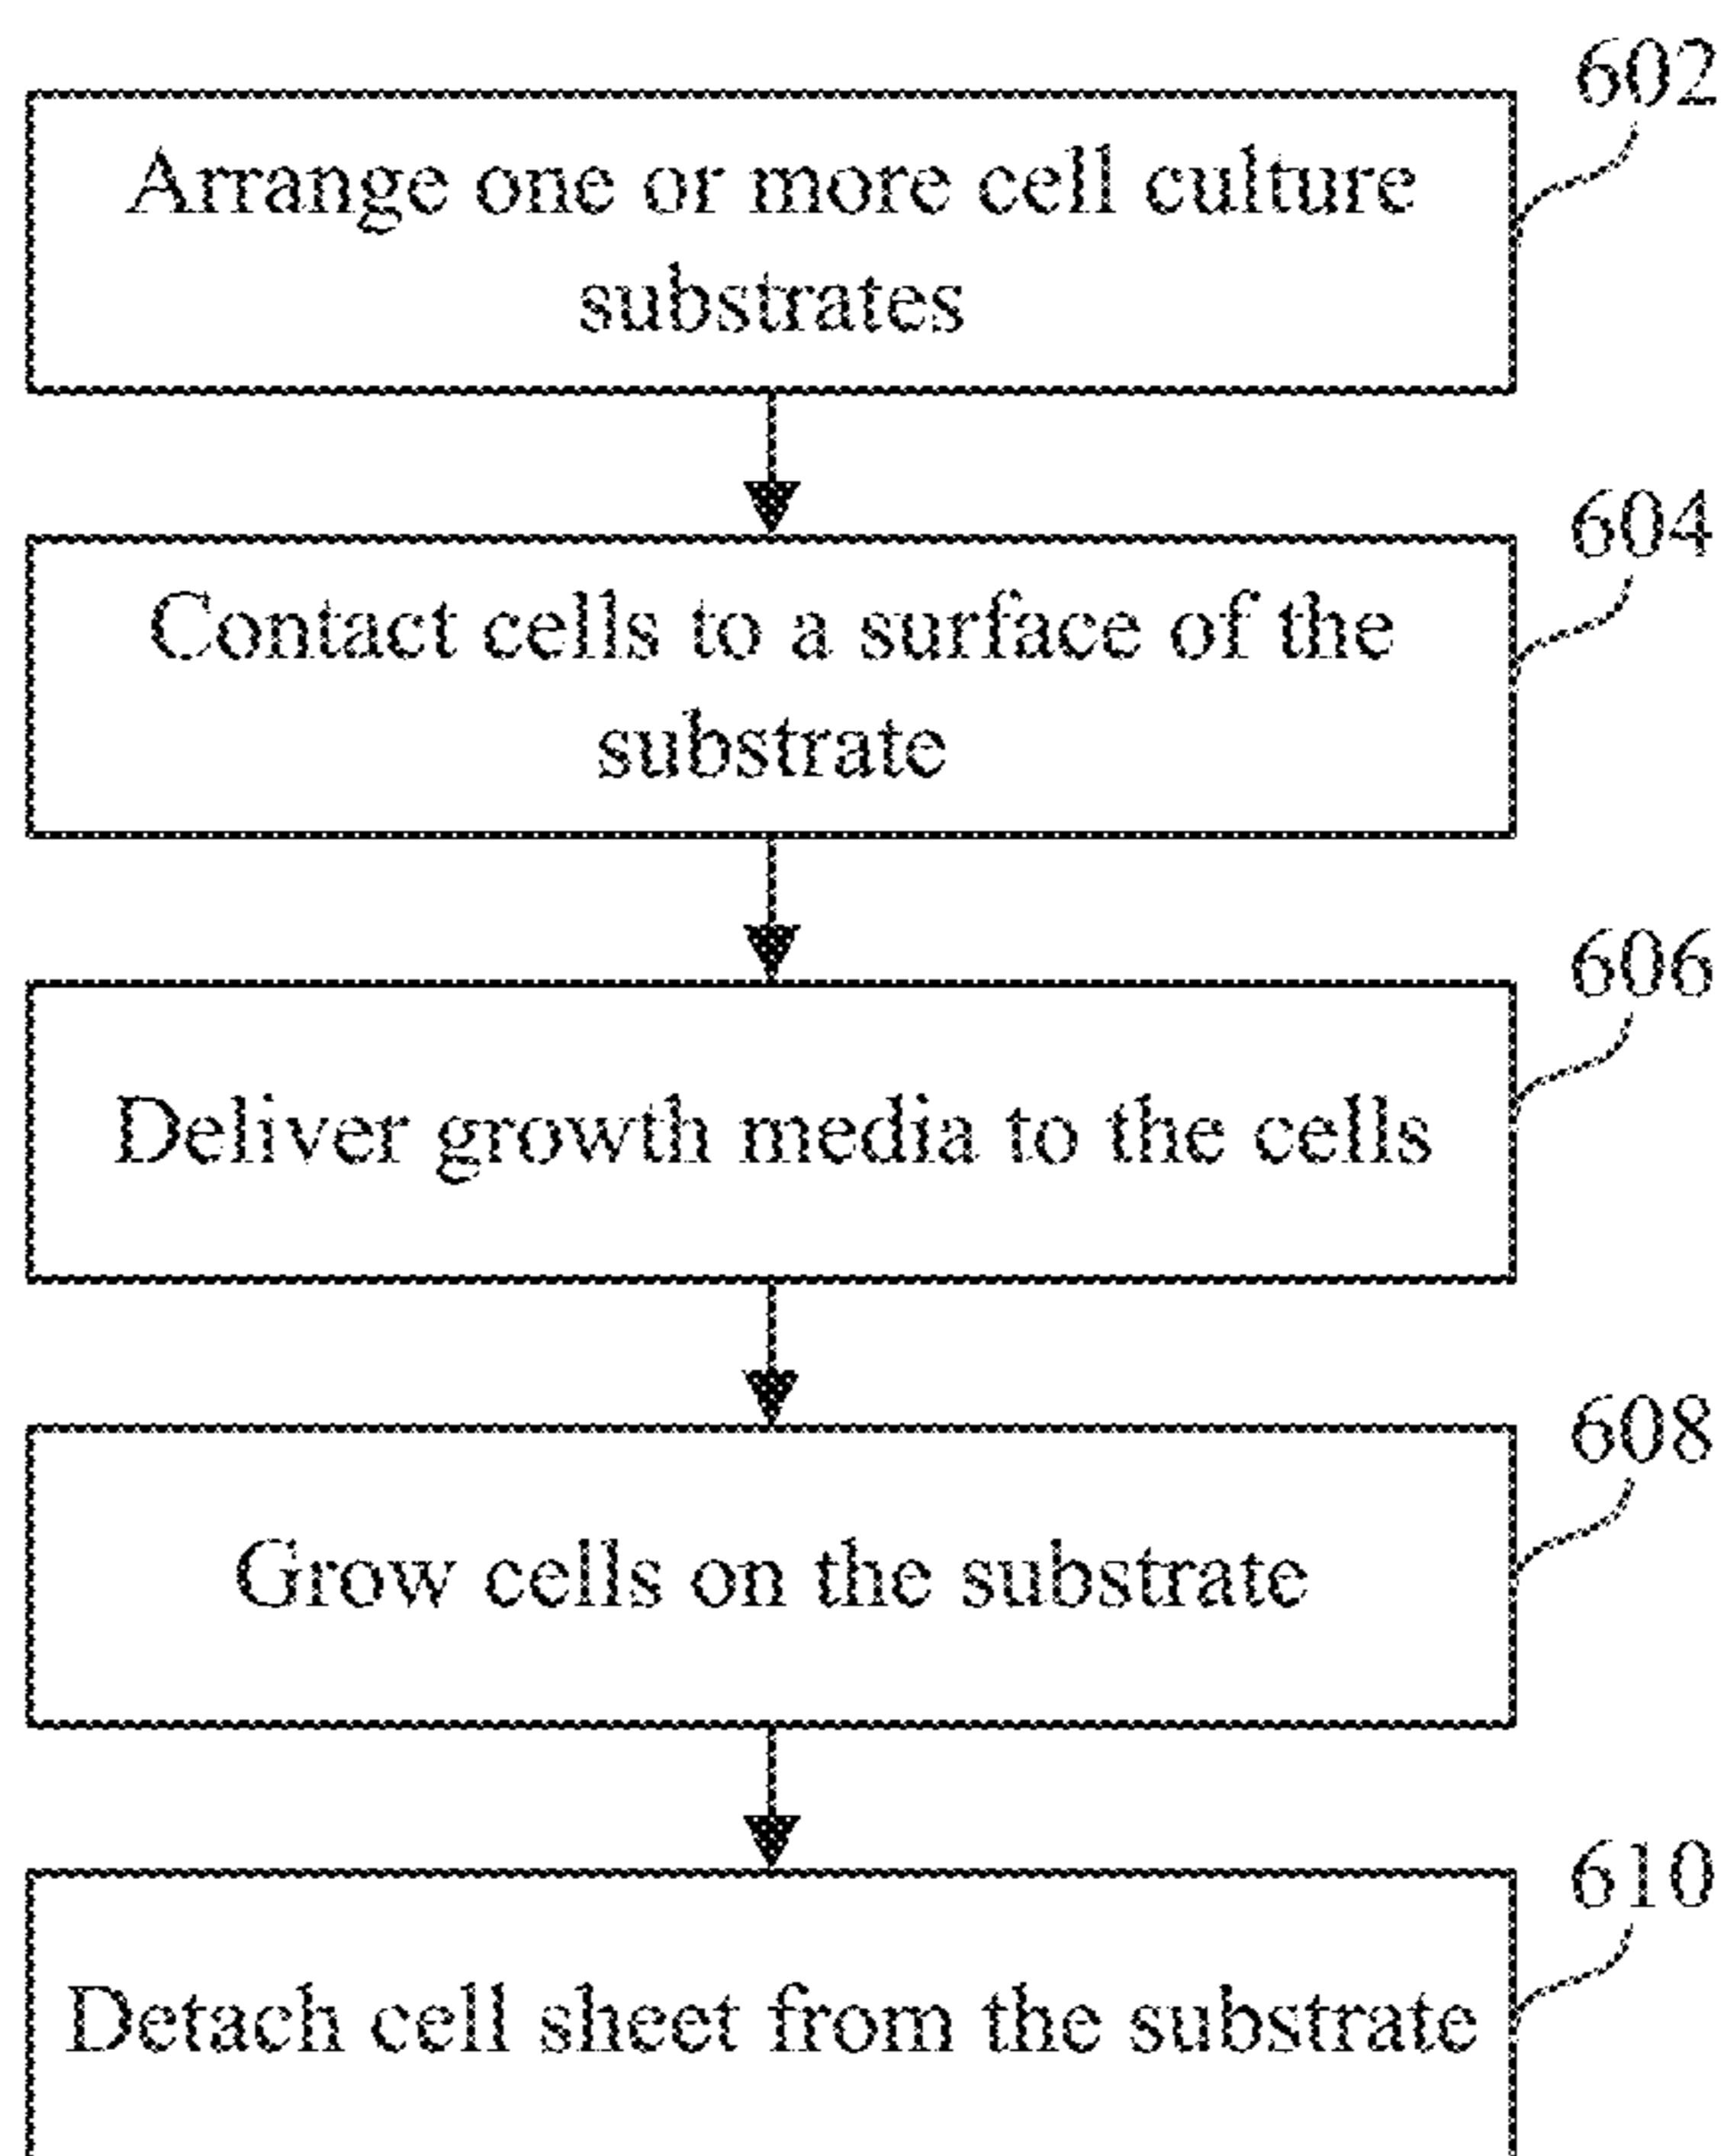 602
Arrange one or more cell culture
substrates
604
Contact cells to a surface of the
substrate
606
Deliver growth media to the cells
608
Grow cells on the substrate
610
Detach cell sheet from the substrate